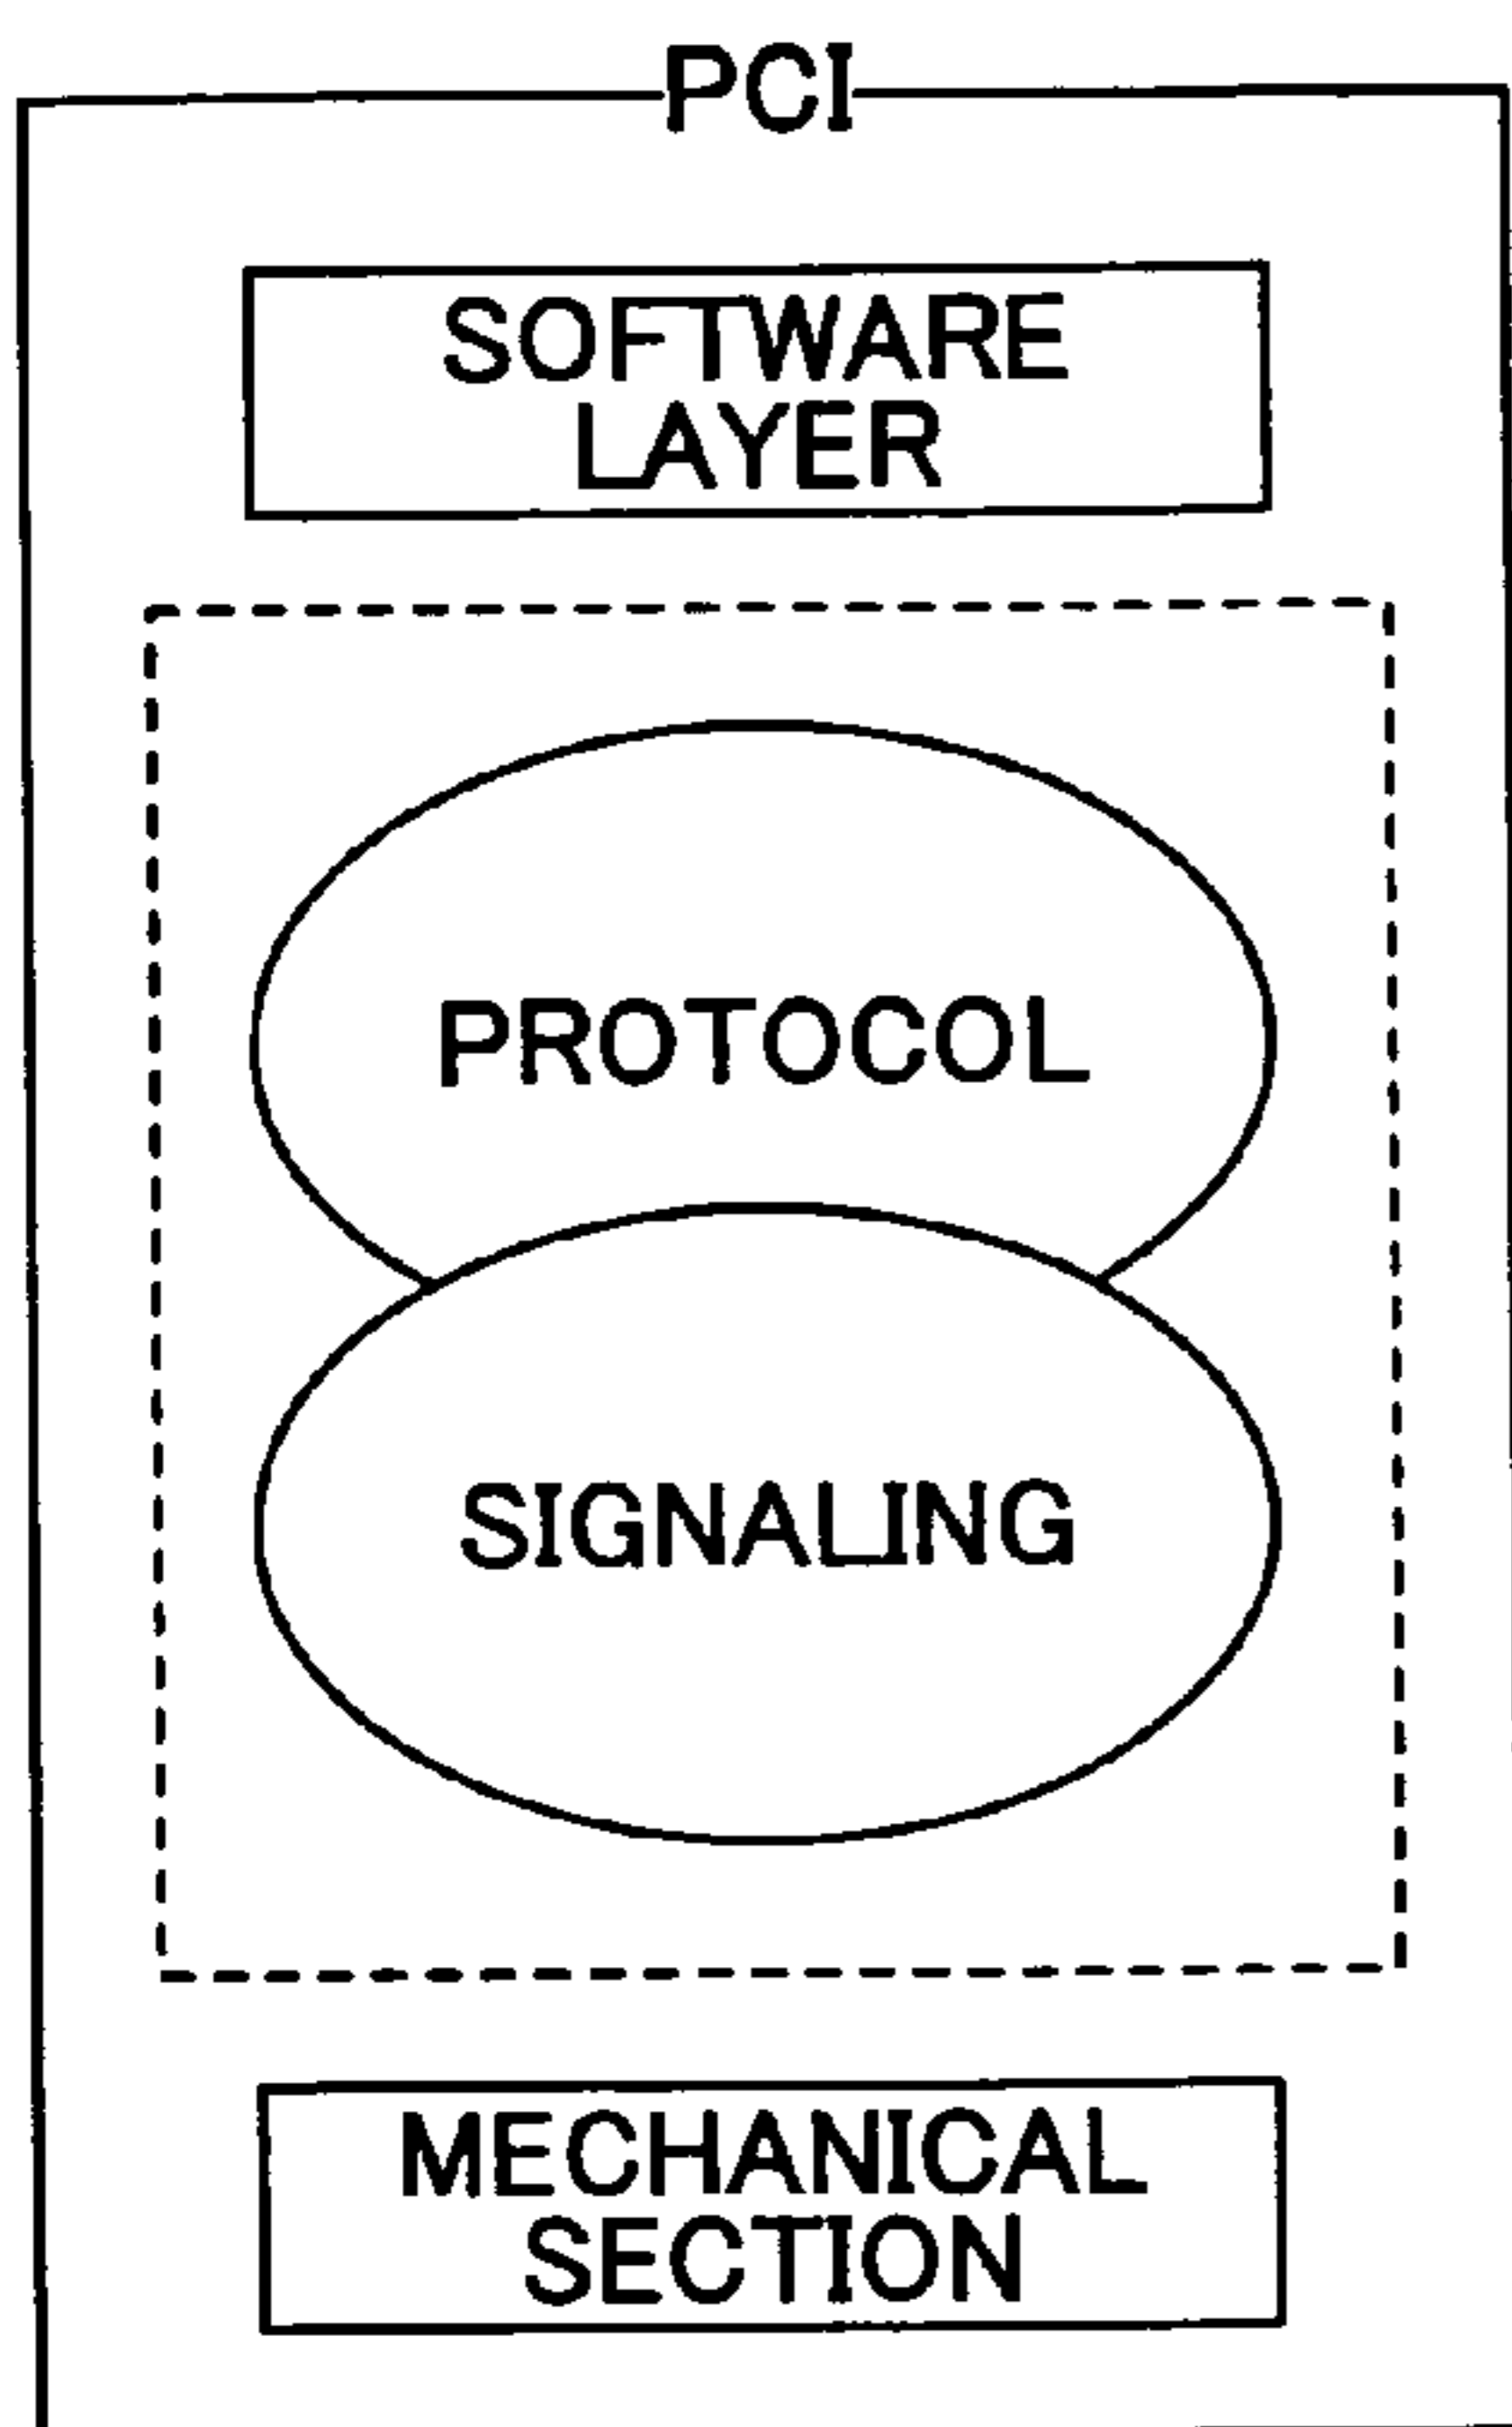 PCI
SOFTWARE
LAYER
PROTOCOL
SIGNALING
MECHANICAL
SECTION